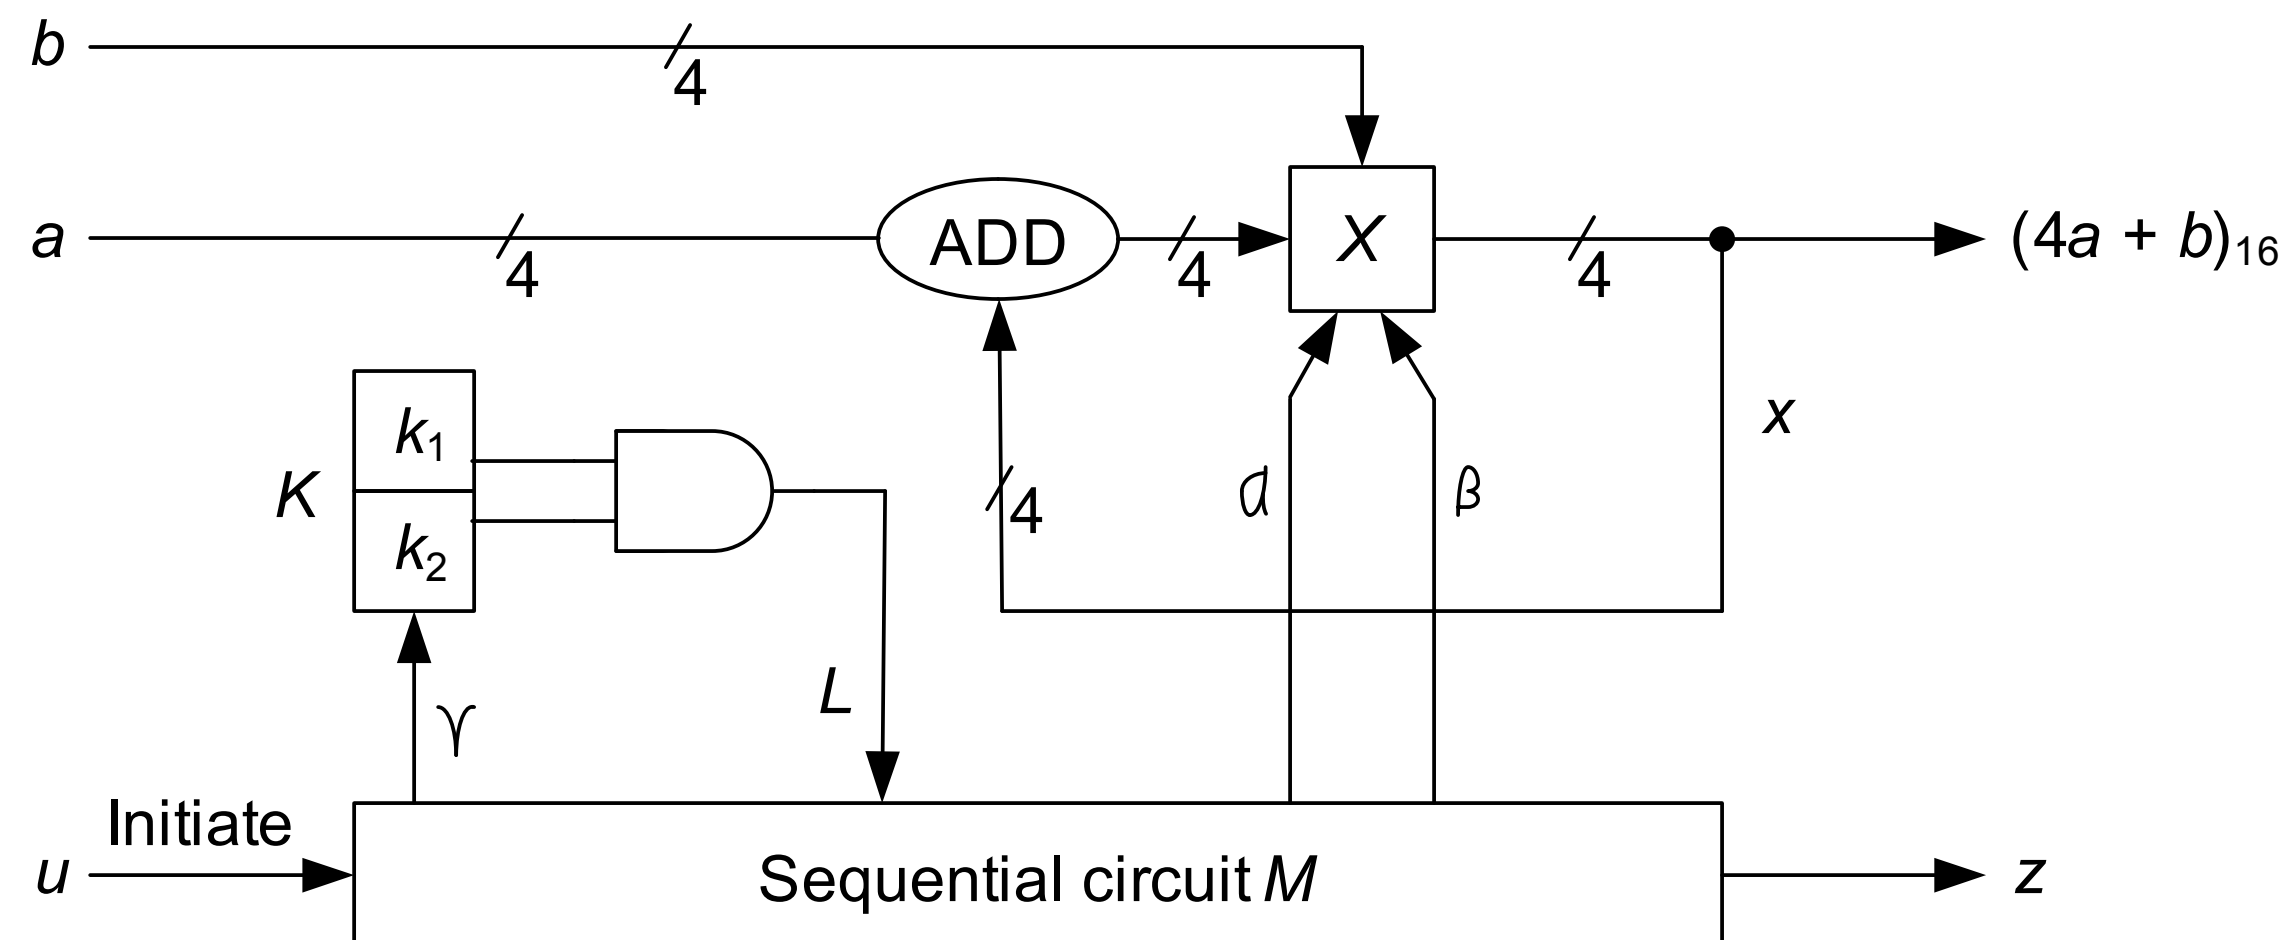 b
4
a
4
ADD
4
X
4
(4a + b)16
k1
K
k2
4
α
β
x
L
γ
Initiate
u
Sequential circuit M
z